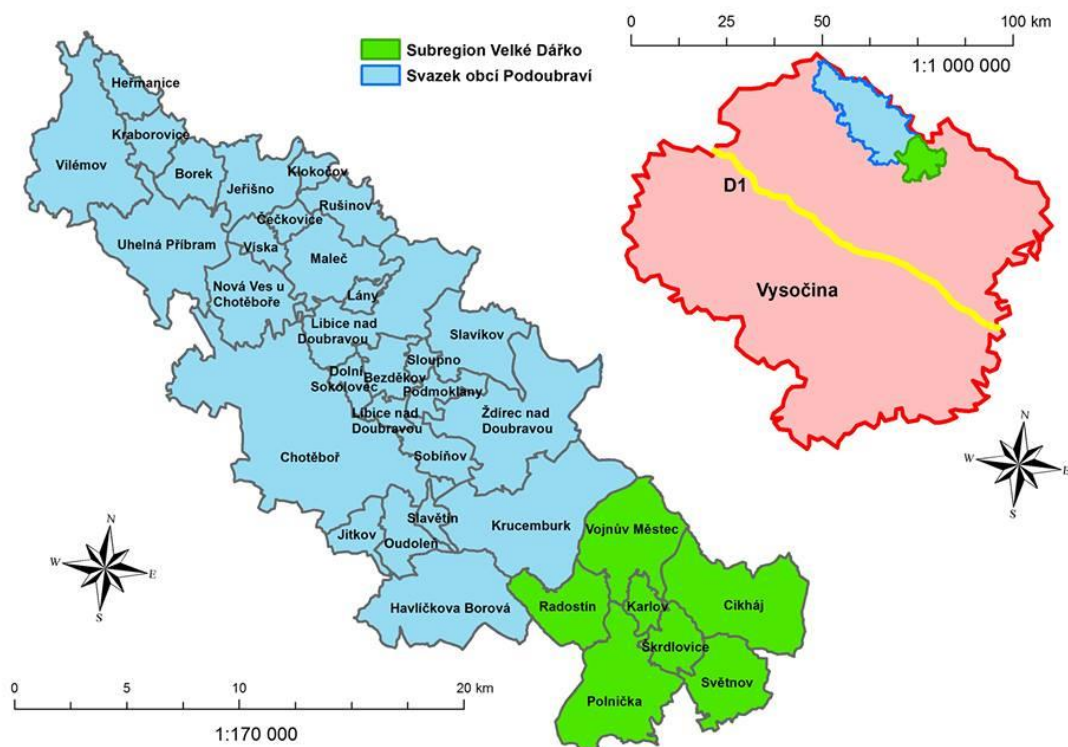 0 50 100 km
1:1 000 000
Subregion Velké Dářko
Svazek obcí Podoubraví
D1
Vysočina
N
W E
S
Heřmanice
Kraborovice
Vilémov
Borek
Jeřišno
Klokočov
Rušinov
Čečkovice
Uhelná Příbram
Víska
Maleč
Nová Ves u
Chotěboře
Lány
Libice nad
Doubravou
Slavíkov
Sloupno
Dolní
Sokolovec
Bezděkov
Podmoklany
Libice nad
Doubravou
Ždírec nad
Doubravou
Chotěboř
Sobíňov
Slavětín
Krucemburk
Jitkov
Oudoleň
Vojnův Městec
Havlíčkova Borová
Radostín
Karlov
Cikháj
Škrdlovice
Světnov
Polnička
N
W E
S
0 5 10 20 km
1:170 000